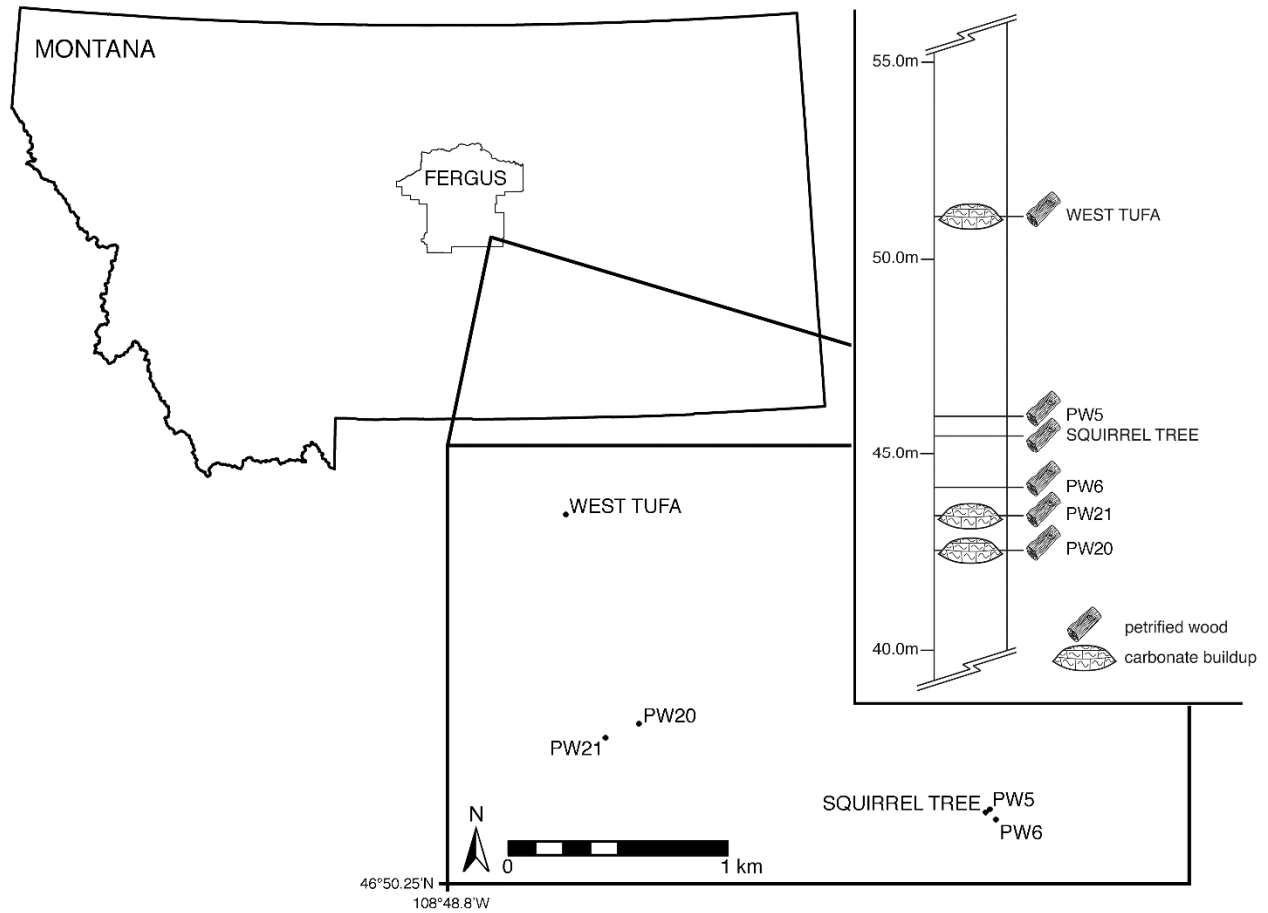 MONTANA
FERGUS
55.0m
WEST TUFA
50.0m
PW5
SQUIRREL TREE
45.0m
PW6
PW21
PW20
petrified wood
carbonate buildup
40.0m
WEST TUFA
PW20
PW21
SQUIRREL TREE
PW5
PW6
N
0
1 km
46°50.25'N
108°48.8'W